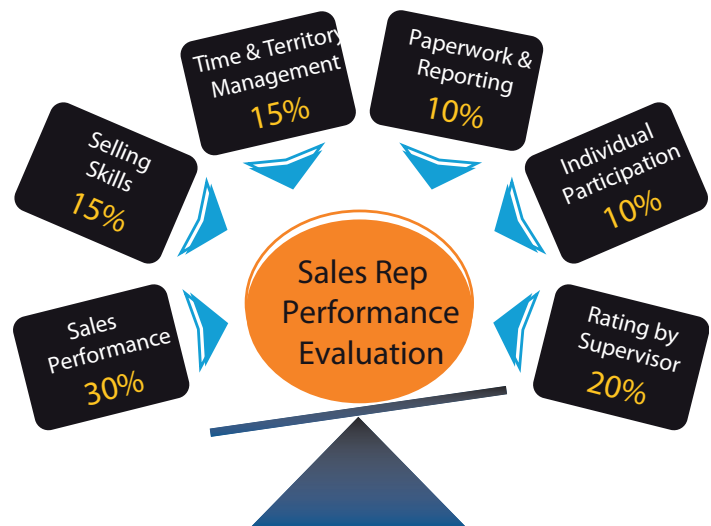 Sales
Performance
30%
Selling
Skills
15%
Time & Territory
Management
15%
Paperwork &
Reporting
10%
Individual
Participation
10%
Rating by
Supervisor
20%
Sales Rep
Performance
Evaluation